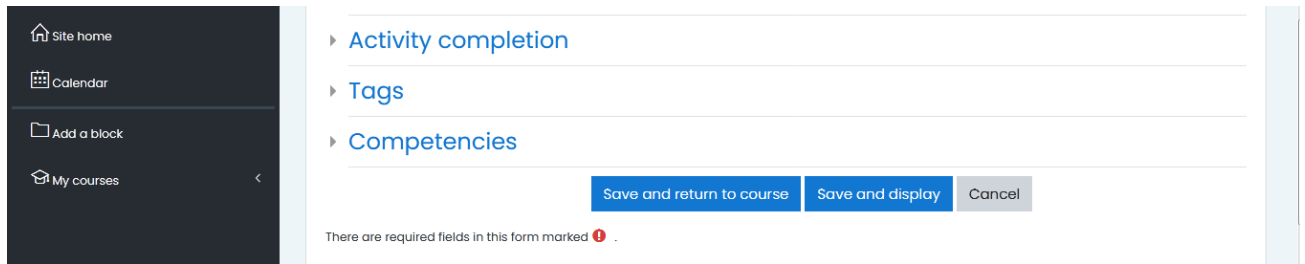 Site home
Calendar
Add a block
My courses
Activity completion
Tags
Competencies
Save and return to course Save and display Cancel
There are required fields in this form marked .